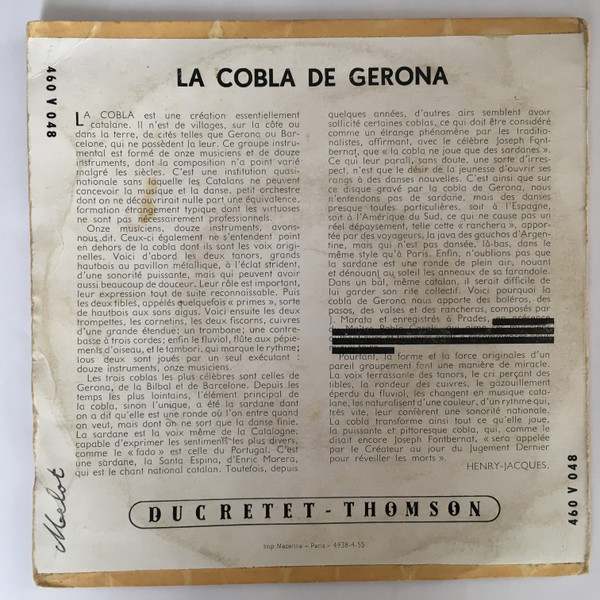 LA COBLA DE GERONA
460 V 048
LA COBLA est une création essentiellement
catalane. Il n'est de villages, sur la côte ou
dans la terre, de cités telles que Gerona ou Bar-
celone, qui ne possèdent la leur. Ce groupe instru-
mental est formé de onze musiciens et de douze
instruments, dont la composition n'a point varié
malgré les siècles. C'est une institution quasi-
nationale sans laquelle les Catalans ne peuvent
concevoir la musique et la danse, petit orchestre
dont on ne découvrirait nulle part une équivalence,
formation étrangement typique dont les virtuoses
ne sont pas nécessairement professionnels.
Onze musiciens, douze instruments, avons-
nous dit. Ceux-ci également ne s'entendent point
en dehors de la cobla dont ils sont les voix origi-
nelles. Voici d'abord les deux tanors, grands
hautbois au pavillon métallique, à l'éclat strident,
d'une sonorité puissante, mais qui peuvent avoir
aussi beaucoup de douceur. Leur rôle est important,
leur expression tout de suite reconnaissable. Puis
les deux tibles, appelés quelquefois « primes », sorte
de hautbois aux sons aigus. Voici ensuite les deux
trompettes, les cornetins, les deux fiscorns, cuivres
d'une grande étendue; un trombone; une contre-
basse à trois cordes; enfin le fluviol, flûte aux pépie-
ments d'oiseau, et le tambori, qui marque le rythme;
tous deux sont joués par un seul exécutant :
douze instruments, onze musiciens.
Les trois coblas les plus célèbres sont celles de
Gerona, de la Bilbal et de Barcelone. Depuis les
temps les plus lointains, l'élément principal de
la cobla, sinon l'unique, a été la sardane dont
on a dit qu'elle est une ronde où l'on entre quand
on veut, mais dont on ne sort que la danse finie.
La sardane est la voix même de la Catalogne,
capable d'exprimer les sentiments les plus divers,
comme le « fado » est celle du Portugal. C'est
une sardane, la Santa Espina, d'Enric Morera,
qui est le chant national catalan. Toutefois, depuis
quelques années, d'autres airs semblent avoir
sollicité certaines coblas, ce qui doit être considéré
comme un étrange phénomène par les traditio-
nalistes, affirmant, avec le célèbre Joseph Font-
bernat, que « la cobla ne joue que des sardanes ».
Ce qui leur paraît, sans doute, une sorte d'irres-
pect, n'est que le désir de la jeunesse d'ouvrir ses
rangs à des danses nouvelles. C'est ainsi que sur
ce disque gravé par la cobla de Gerona, nous
n'entendons pas de sardane, mais des danses
presque toutes particulières, soit à l'Espagne,
soit à l'Amérique du Sud, ce qui ne cause pas un
réel dépaysement, telle cette « ranchera », appor-
tée par des voyageurs, la java des gauchos d'Argen-
tine, mais qui n'est pas dansée, là-bas, dans le
même style qu'à Paris. Enfin, n'oublions pas que
la sardane est une ronde de plein air, nouant
et dénouant au soleil les anneaux de sa farandole.
Dans un bal, même catalan, il serait difficile de
lui garder son rite collectif. Voici pourquoi la
cobla de Gerona nous apporte des boléros, des
pasos, des valses et des rancheras, composés par
J. Morato et enregistrés à Prades,
Pourtant, la forme et la force originales d'un
pareil groupement font une manière de miracle.
La voix terrassante des tanors, le cri perçant des
tibles, la rondeur des cuivres, le gazouillement
éperdu du fluviol, les changent en musique cata-
lane, les naturalisent d'une couleur, d'un rythme qui,
très vite, leur confèrent une sonorité nationale.
La cobla transforme ainsi tout ce qu'elle joue,
la puissante et pittoresque cobla, qui, comme le
disait encore Joseph Fontbernat, « sera appelée
par le Créateur au jour du Jugement Dernier
pour réveiller les morts ».
HENRY-JACQUES.
DUCRETET-THOMSON
460 V 048
Imp Mazerine - Paris - 4938-4-55